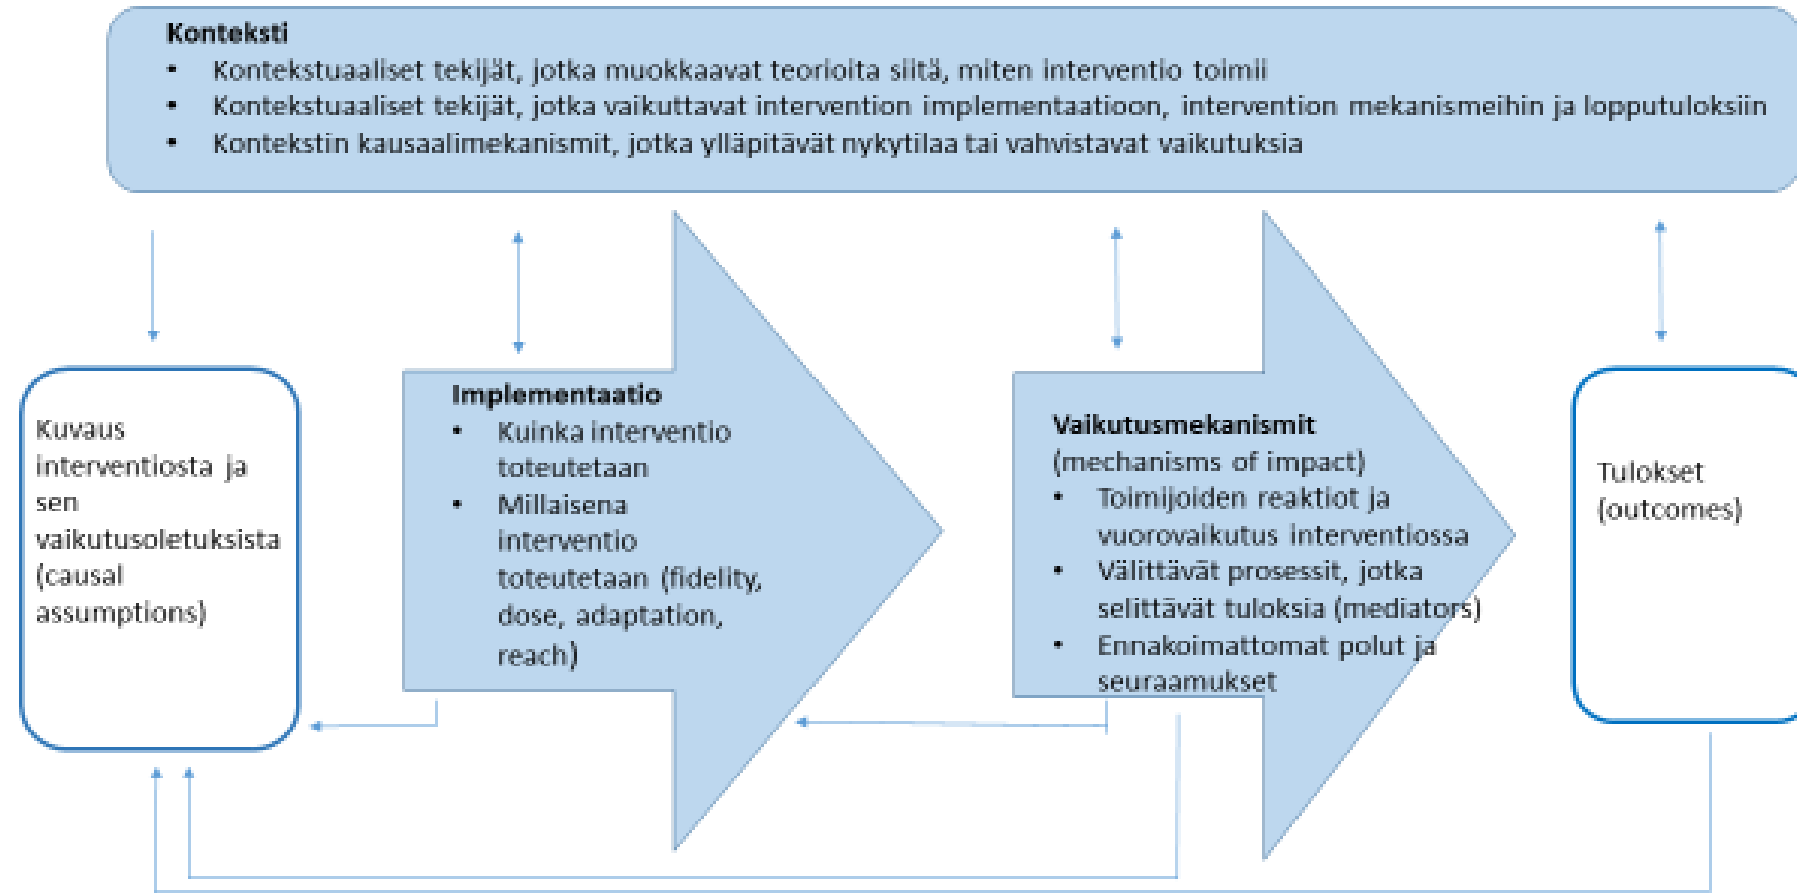 Konteksti
• Kontekstuaaliset tekijät, jotka muokkaavat teorioita siitä, miten interventio toimii
• Kontekstuaaliset tekijät, jotka vaikuttavat intervention implementaatioon, intervention mekanismeihin ja lopputuloksiin
• Kontekstin kausaalimekanismit, jotka ylläpitävät nykytilaa tai vahvistavat vaikutuksia
Kuvaus
interventiosta ja
sen
vaikutusoletuksista
(causal
assumptions)
Implementaatio
• Kuinka interventio
toteutetaan
• Millaisena
interventio
toteutetaan (fidelity,
dose, adaptation,
reach)
Vaikutusmekanismit
(mechanisms of impact)
• Toimijoiden reaktiot ja
vuorovaikutus interventiossa
• Välittävät prosessit, jotka
selittävät tuloksia (mediators)
• Ennakoimattomat polut ja
seuraamukset
Tulokset
(outcomes)